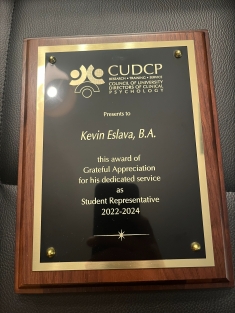 CUDCP
RESEARCH • TRAINING • SERVICE
COUNCIL OF UNIVERSITY
DIRECTORS OF CLINICAL
PSYCHOLOGY
Presents to
Kevin Eslava, B.A.
this award of
Grateful Appreciation
for his dedicated service
as
Student Representative
2022-2024